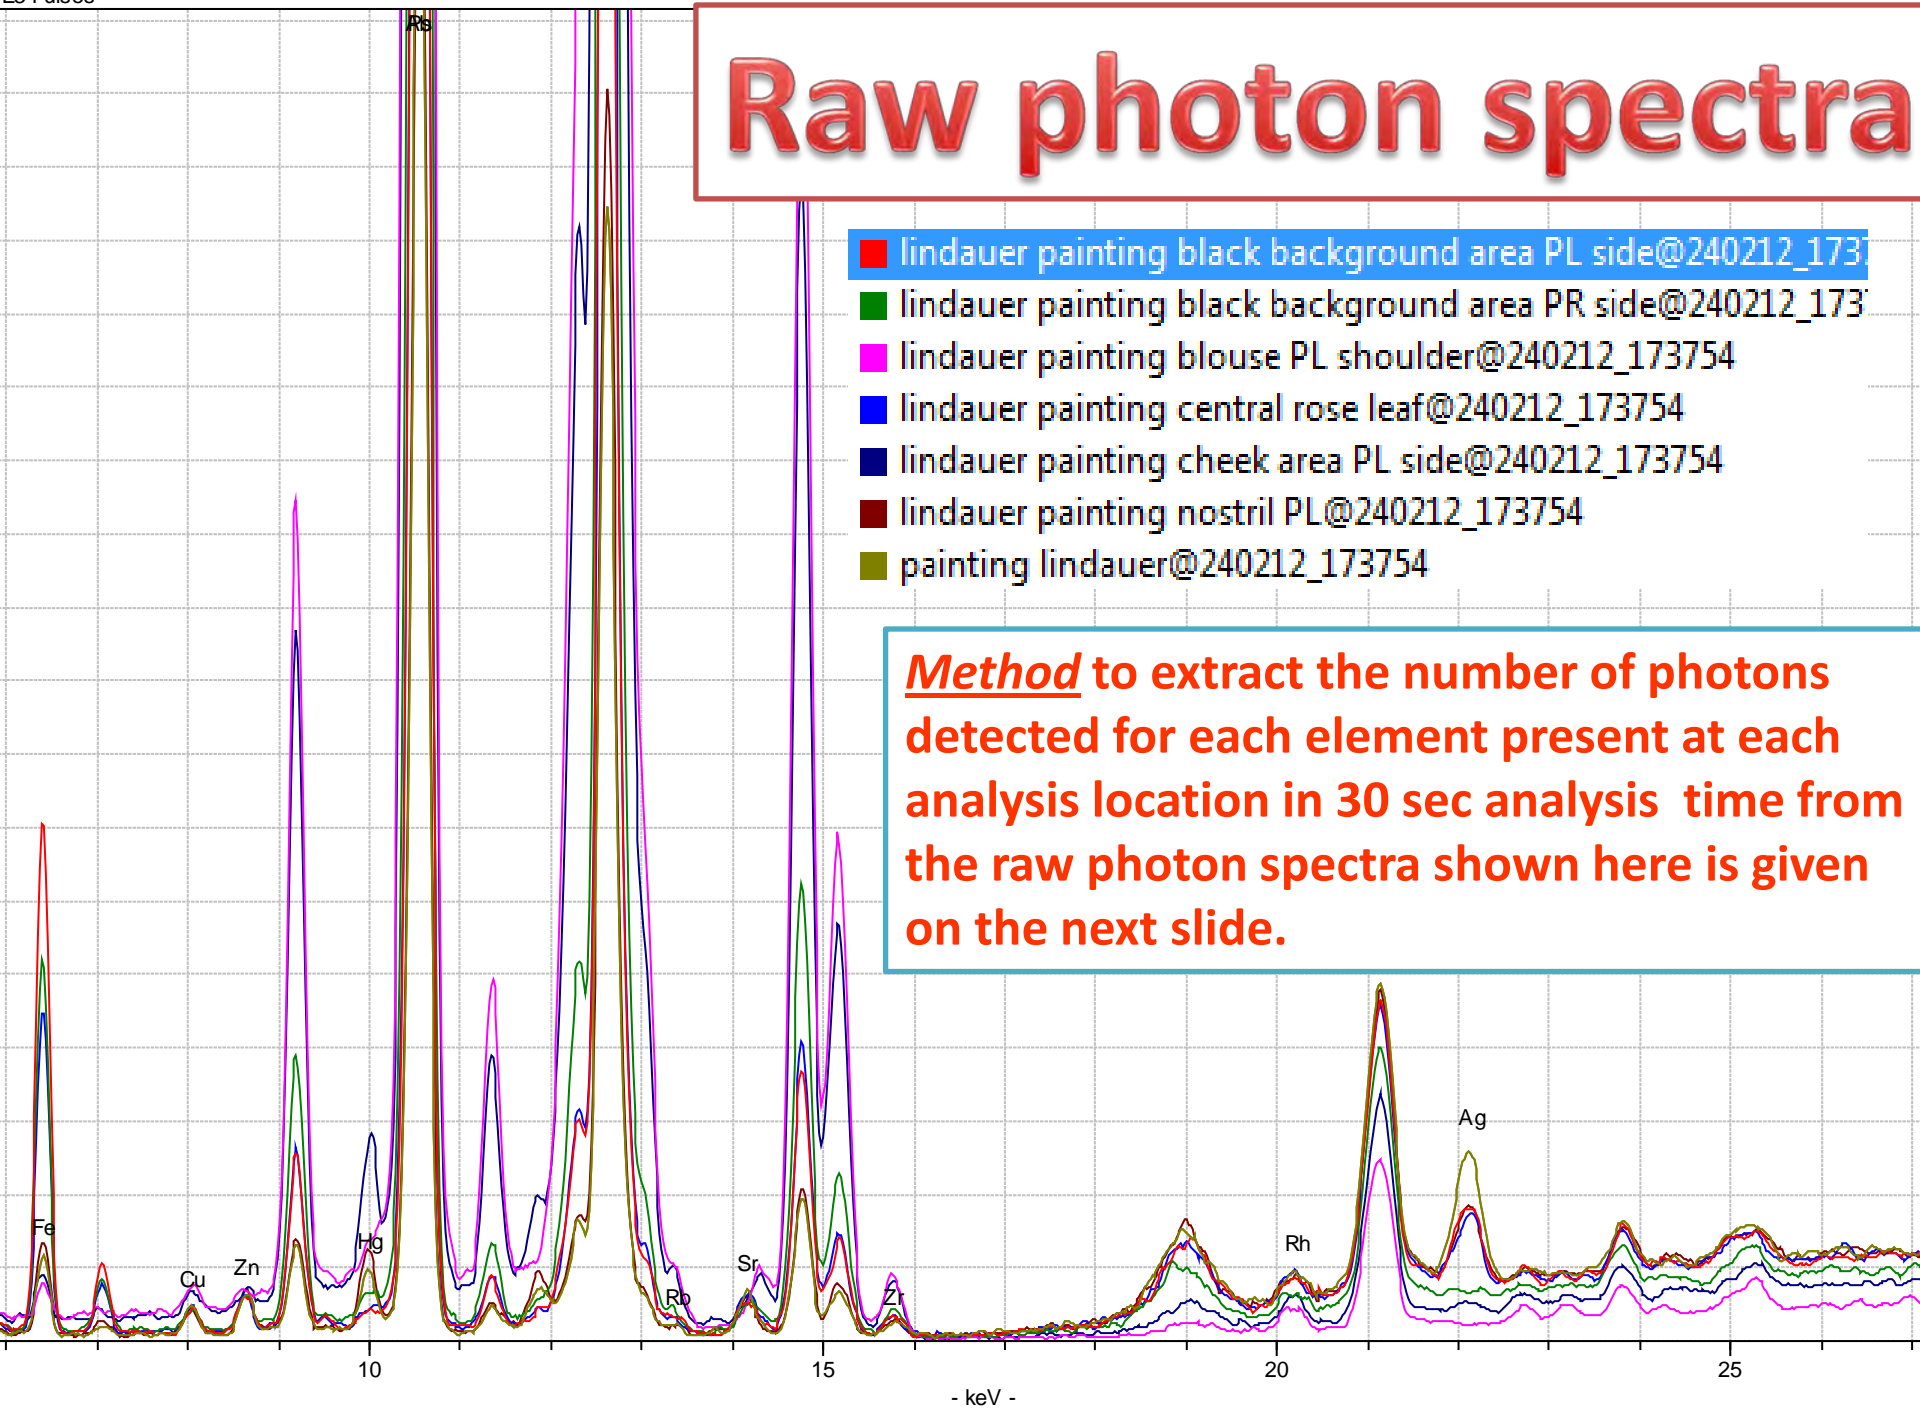 Raw photon spectra
lindauer painting black background area PL side@240212_173
lindauer painting black background area PR side@240212_173
lindauer painting blouse PL shoulder@240212_173754
lindauer painting central rose leaf@240212_173754
lindauer painting cheek area PL side@240212_173754
lindauer painting nostril PL@240212_173754
painting lindauer@240212_173754
Method to extract the number of photons
detected for each element present at each
analysis location in 30 sec analysis time from
the raw photon spectra shown here is given
on the next slide.
Fe
Cu
Zn
Hg
Rb
Sr
Zr
Rh
Ag
10
15
20
25
- keV -